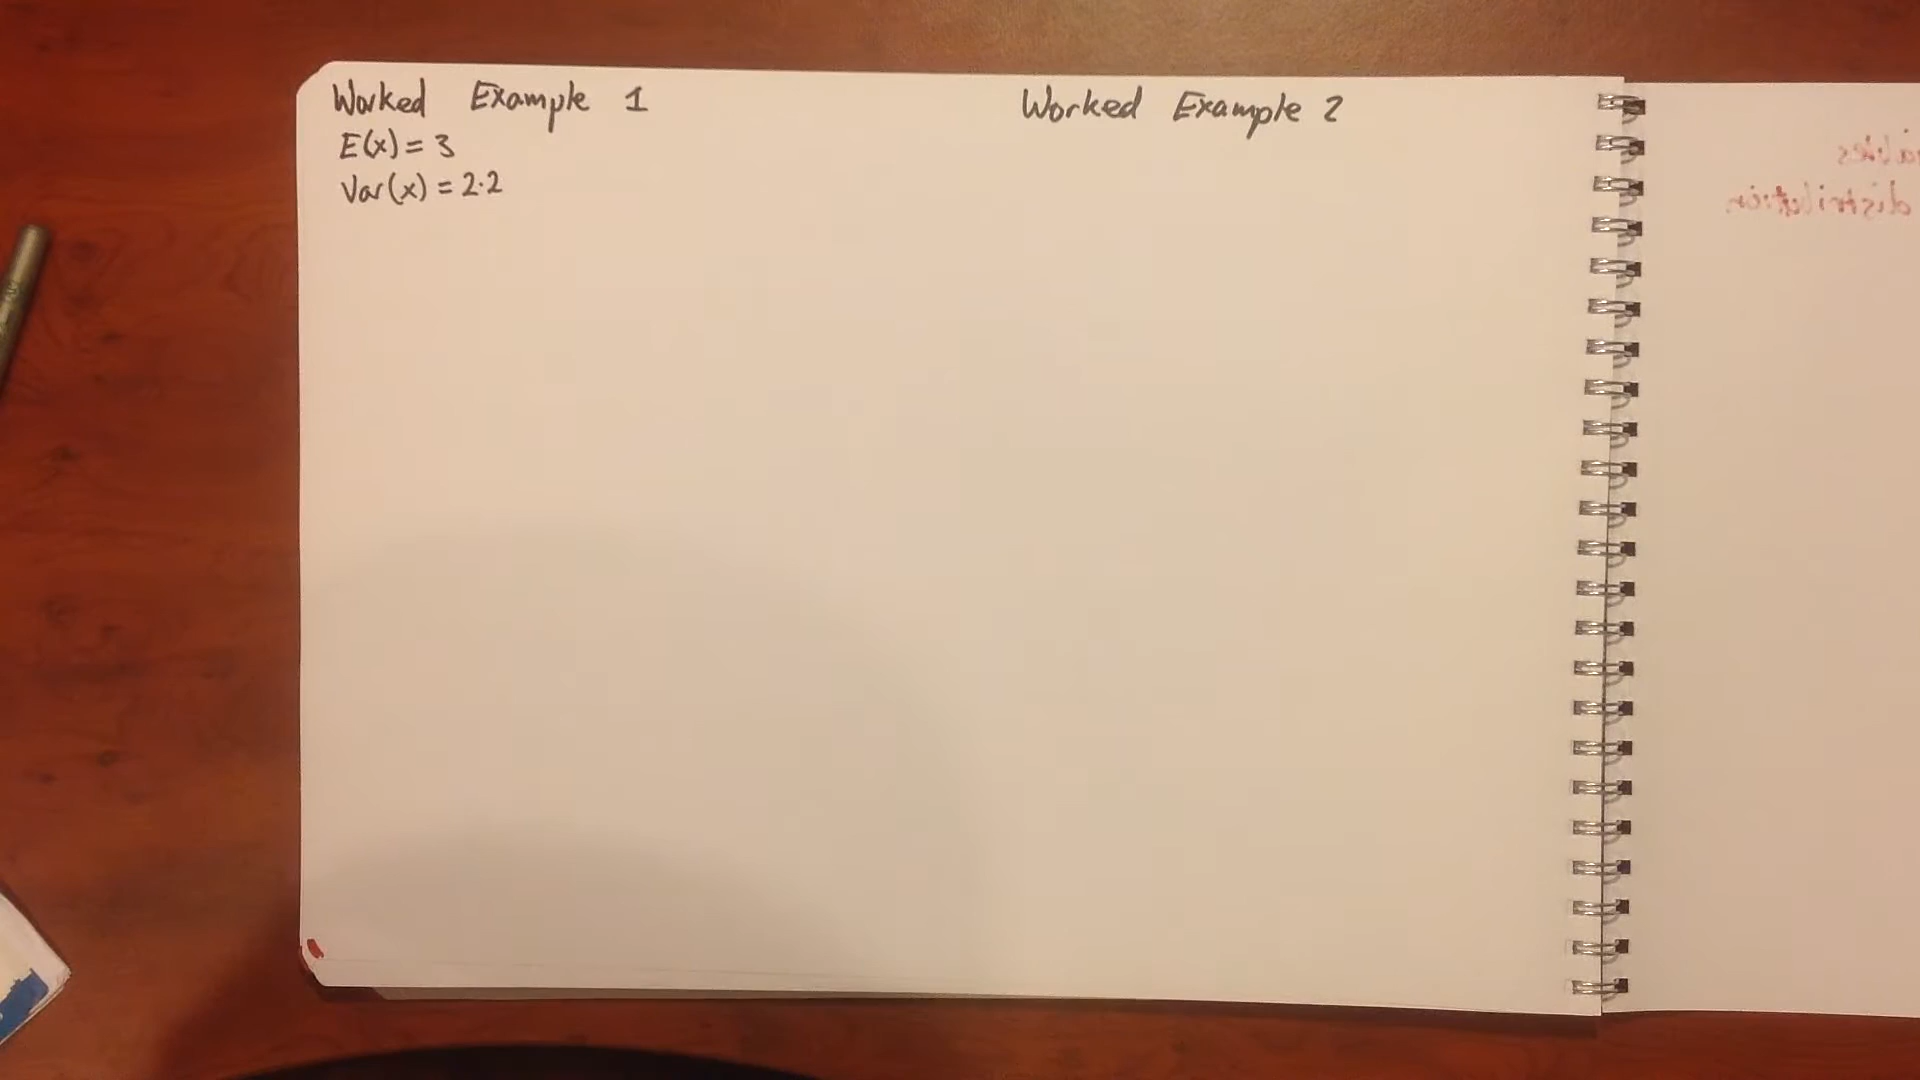 Worked Example 1
E(x) = 3
Var(x) = 2.2
Worked Example 2